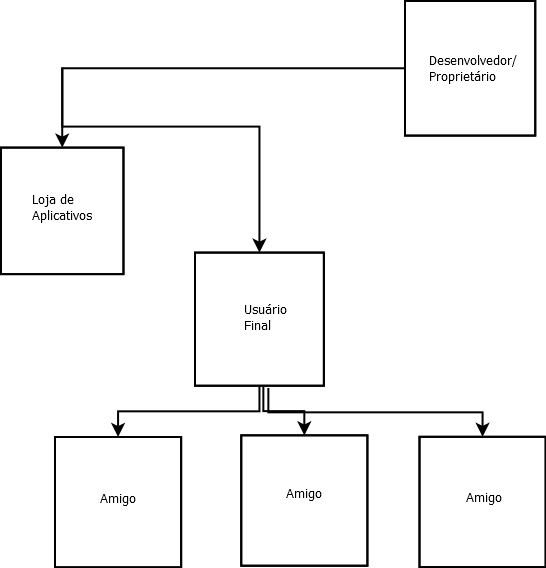 Desenvolvedor/
Proprietário
Loja de
Aplicativos
Usuário
Final
Amigo
Amigo
Amigo